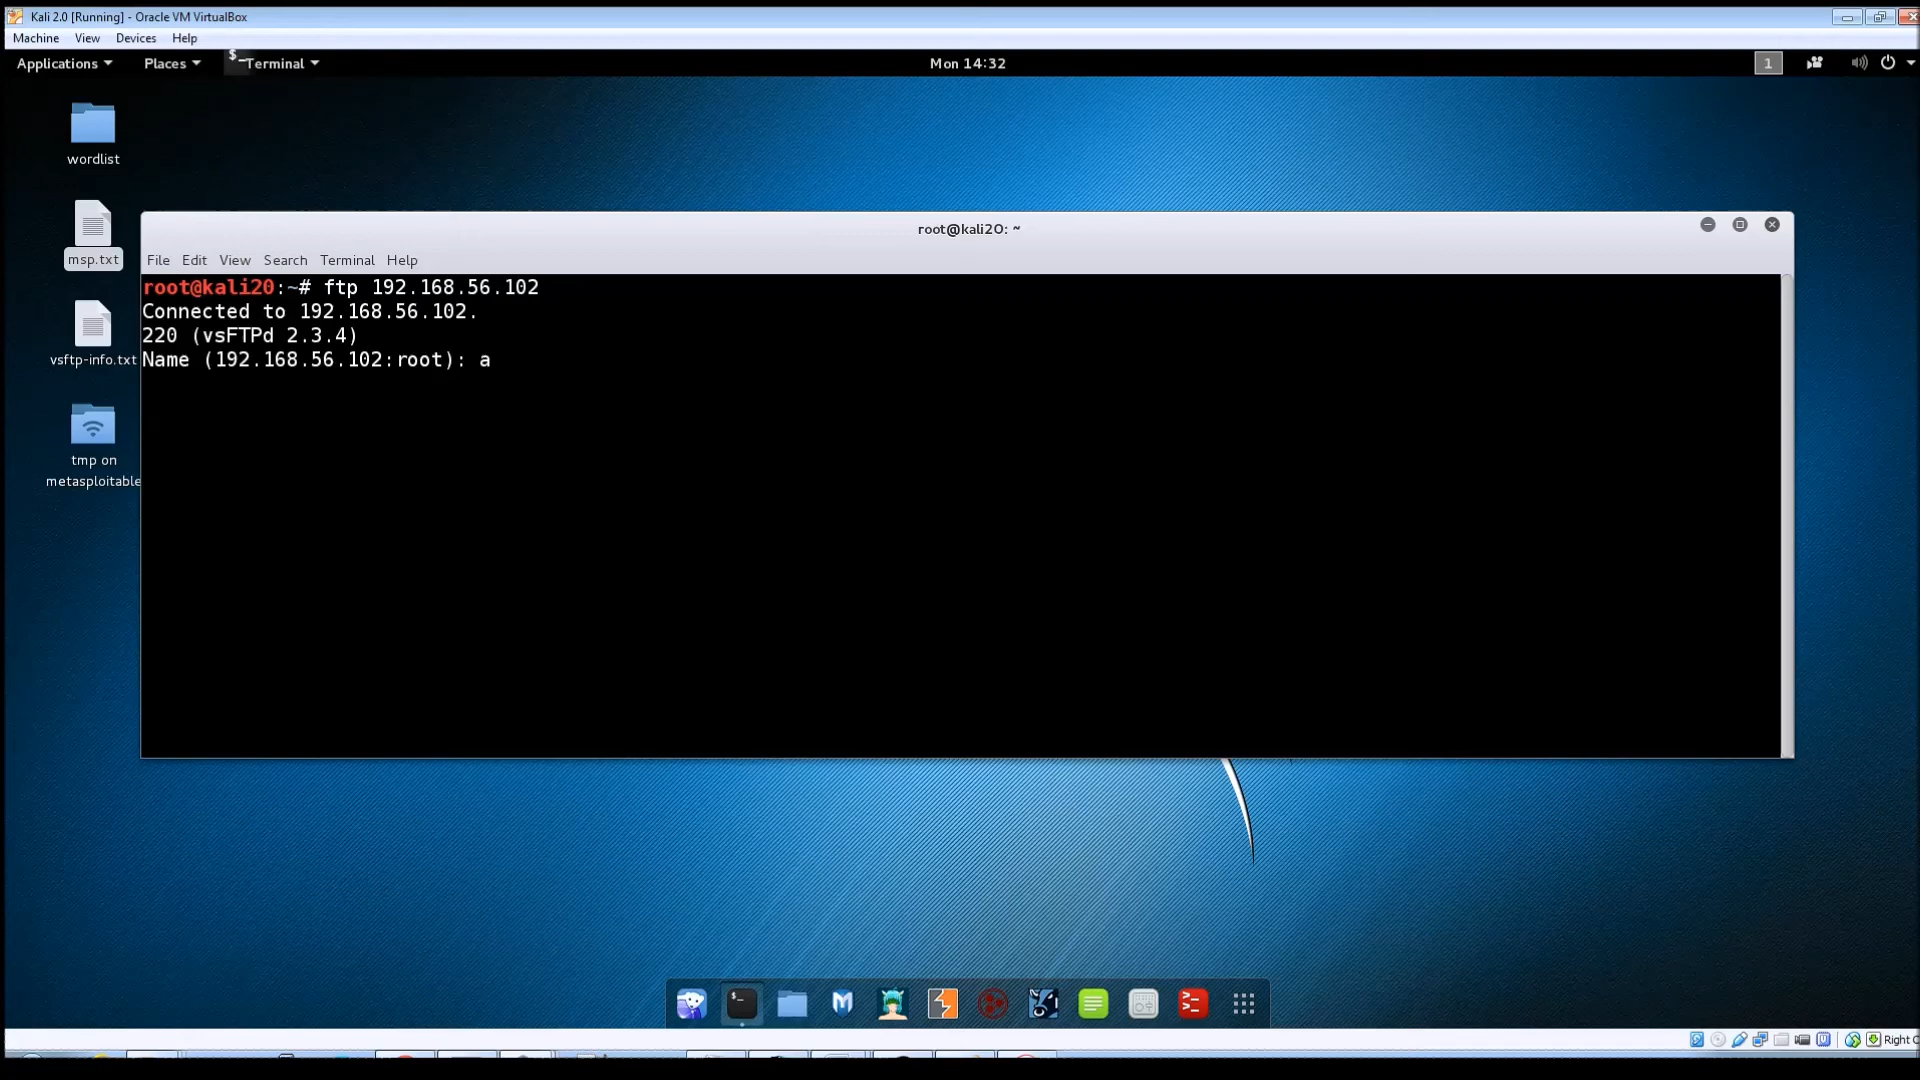 Kali 2.0 [Running] - Oracle VM VirtualBox
Machine View Devices Help
Applications Places Terminal Mon 14:32 1
wordlist
msp.txt
vsftp-info.txt
tmp on
metasploitable
root@kali20: ~
File Edit View Search Terminal Help
root@kali20:~# ftp 192.168.56.102
Connected to 192.168.56.102.
220 (vsFTPd 2.3.4)
Name (192.168.56.102:root): a
Right C